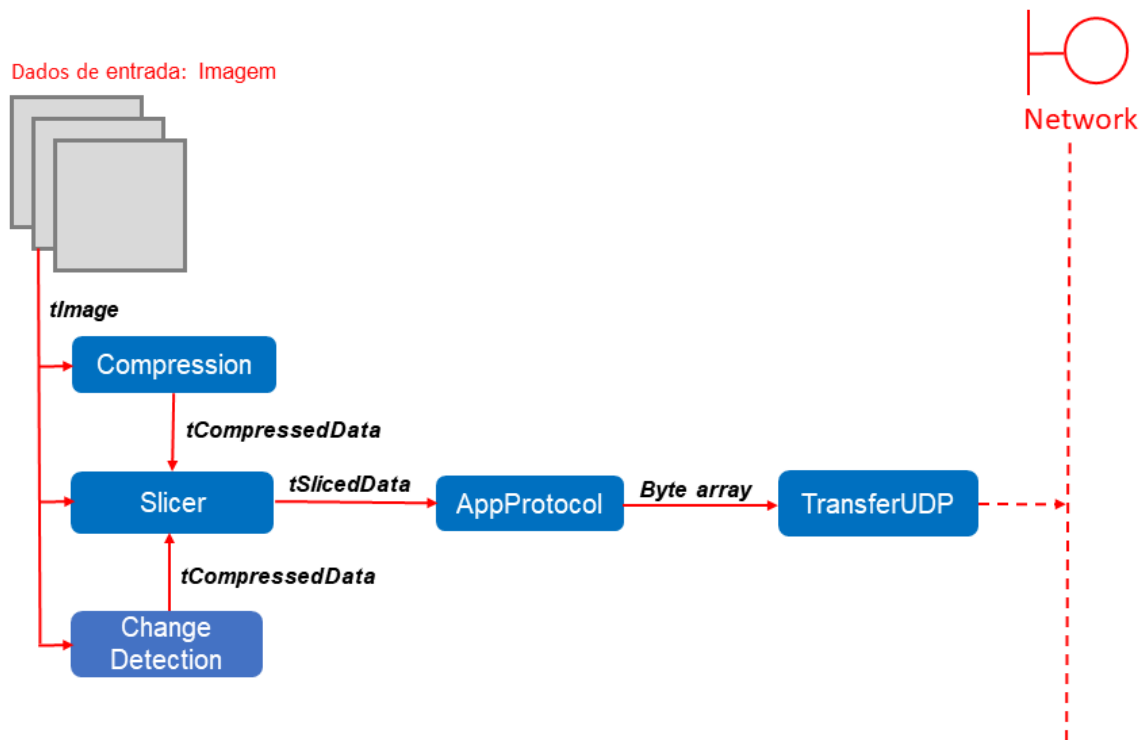 Dados de entrada: Imagem
Network
tImage
Compression
tCompressedData
Slicer
tSlicedData
AppProtocol
Byte array
TransferUDP
tCompressedData
Change
Detection